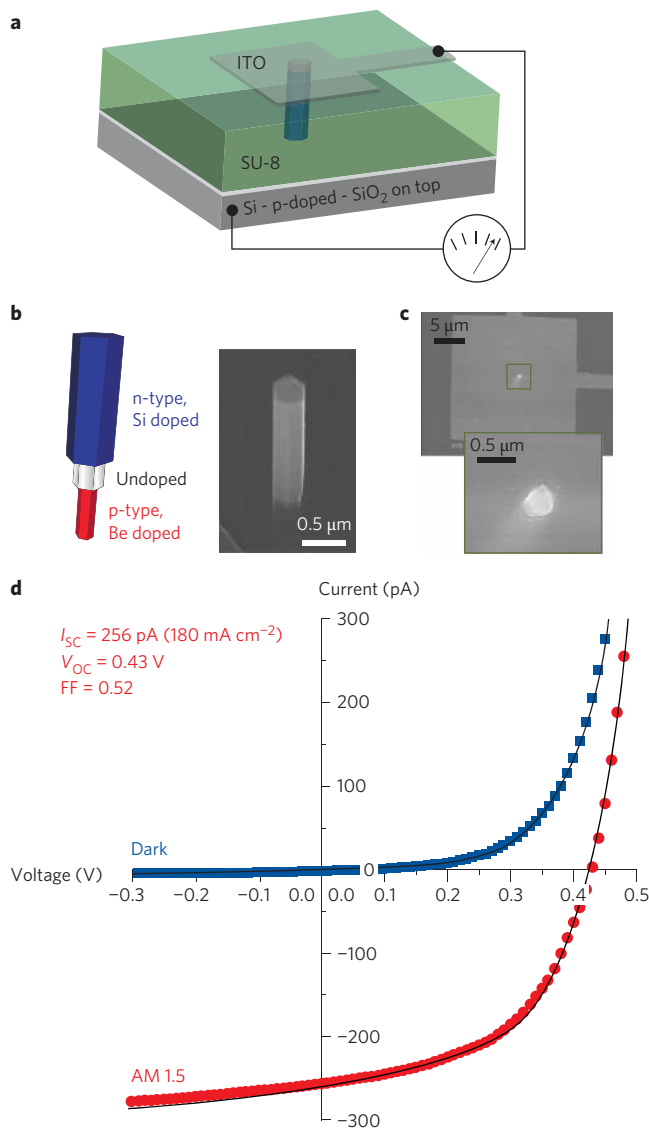 a
ITO
SU-8
Si - p-doped - SiO₂ on top
b
n-type,
Si doped
Undoped
p-type,
Be doped
0.5 µm
c
5 µm
0.5 µm
d
Current (pA)
I_SC = 256 pA (180 mA cm⁻²)
V_OC = 0.43 V
FF = 0.52
300
200
100
Dark
0
Voltage (V)
−0.3 −0.2 −0.1 0.0 0.0 0.1 0.2 0.3 0.4 0.5
−100
−200
AM 1.5
−300